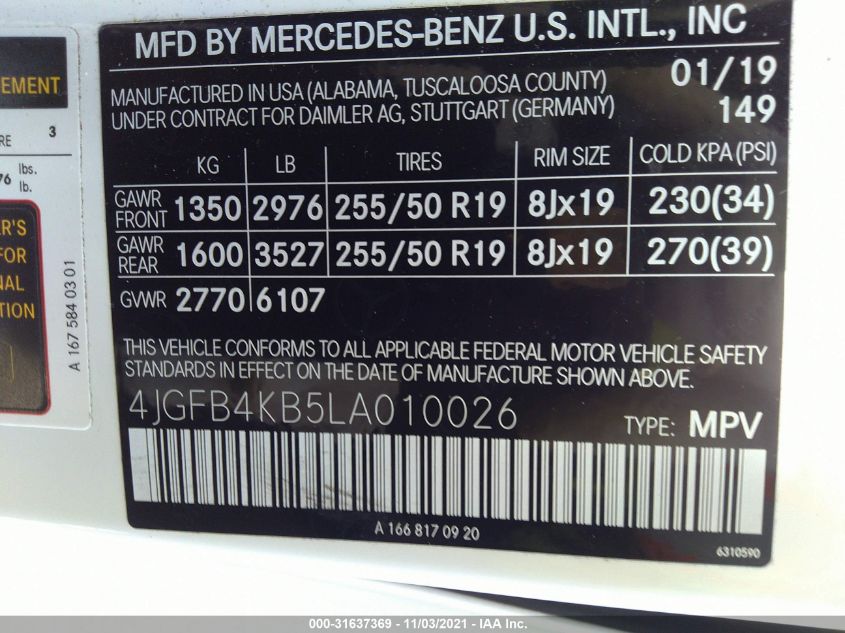 EMENT
RE 3
76 lbs.
lb.
ER'S
FOR
NAL
TION
A 167 584 03 01
MFD BY MERCEDES-BENZ U.S. INTL., INC
MANUFACTURED IN USA (ALABAMA, TUSCALOOSA COUNTY) 01/19
UNDER CONTRACT FOR DAIMLER AG, STUTTGART (GERMANY) 149
KG LB TIRES RIM SIZE COLD KPA (PSI)
GAWR FRONT 1350 2976 255/50 R19 8Jx19 230(34)
GAWR REAR 1600 3527 255/50 R19 8Jx19 270(39)
GVWR 2770 6107
THIS VEHICLE CONFORMS TO ALL APPLICABLE FEDERAL MOTOR VEHICLE SAFETY
STANDARDS IN EFFECT ON THE DATE OF MANUFACTURE SHOWN ABOVE.
4JGFB4KB5LA010026 TYPE: MPV
A 166 817 09 20
6310590
000-31637369 - 11/03/2021 - IAA Inc.